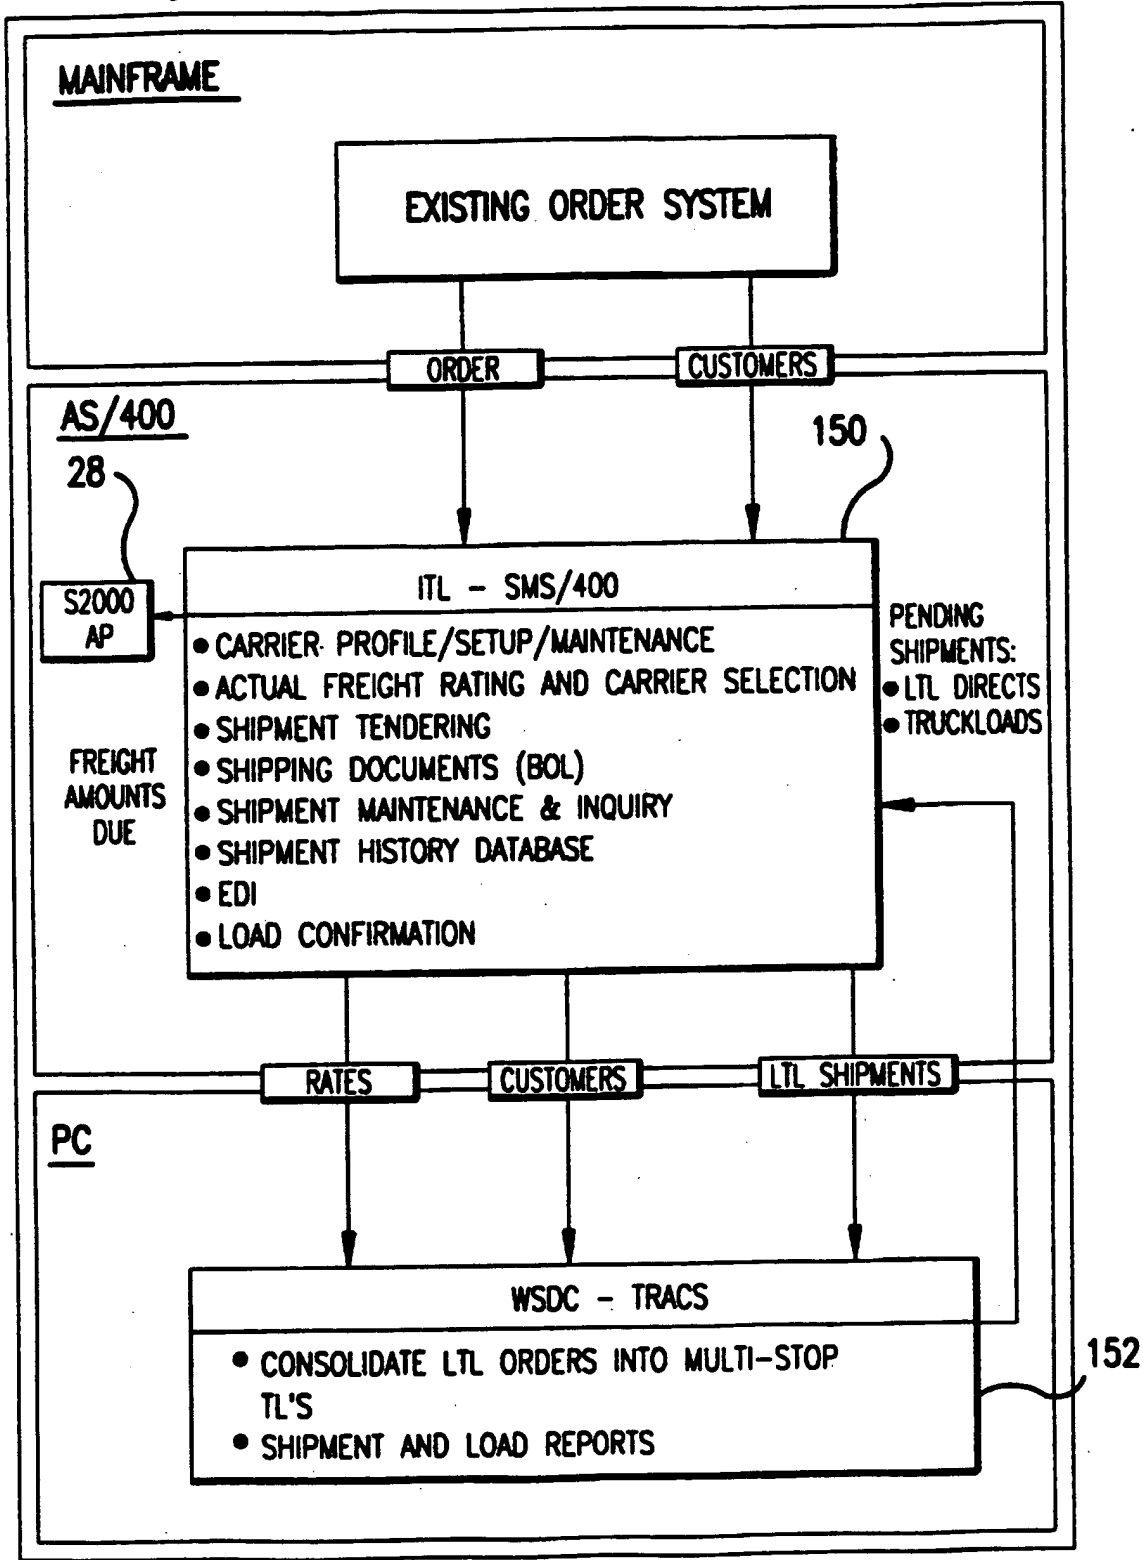 MAINFRAME
EXISTING ORDER SYSTEM
ORDER
CUSTOMERS
AS/400
150
28
S2000
AP
ITL - SMS/400
• CARRIER PROFILE/SETUP/MAINTENANCE
• ACTUAL FREIGHT RATING AND CARRIER SELECTION
• SHIPMENT TENDERING
• SHIPPING DOCUMENTS (BOL)
• SHIPMENT MAINTENANCE & INQUIRY
• SHIPMENT HISTORY DATABASE
• EDI
• LOAD CONFIRMATION
PENDING
SHIPMENTS:
• LTL DIRECTS
• TRUCKLOADS
FREIGHT
AMOUNTS
DUE
RATES
CUSTOMERS
LTL SHIPMENTS
PC
WSDC - TRACS
• CONSOLIDATE LTL ORDERS INTO MULTI-STOP
TL'S
• SHIPMENT AND LOAD REPORTS
152